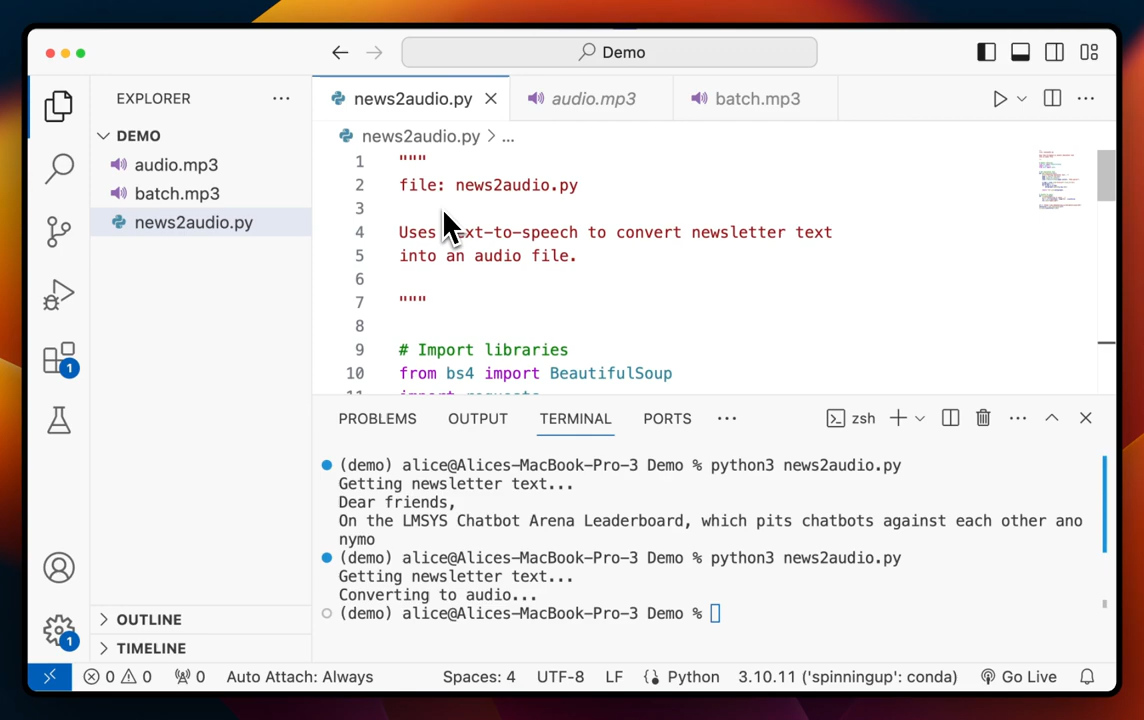 Demo
EXPLORER
DEMO
audio.mp3
batch.mp3
news2audio.py
OUTLINE
TIMELINE
news2audio.py
audio.mp3
batch.mp3
news2audio.py > ...
1 """
2 file: news2audio.py
3
4 Uses xt-to-speech to convert newsletter text
5 into an audio file.
6
7 """
8
9 # Import libraries
10 from bs4 import BeautifulSoup
PROBLEMS OUTPUT TERMINAL PORTS
zsh
(demo) alice@Alices-MacBook-Pro-3 Demo % python3 news2audio.py
Getting newsletter text...
Dear friends,
On the LMSYS Chatbot Arena Leaderboard, which pits chatbots against each other ano
nymo
(demo) alice@Alices-MacBook-Pro-3 Demo % python3 news2audio.py
Getting newsletter text...
Converting to audio...
(demo) alice@Alices-MacBook-Pro-3 Demo %
1
1
0 0 0 Auto Attach: Always Spaces: 4 UTF-8 LF Python 3.10.11 ('spinningup': conda) Go Live